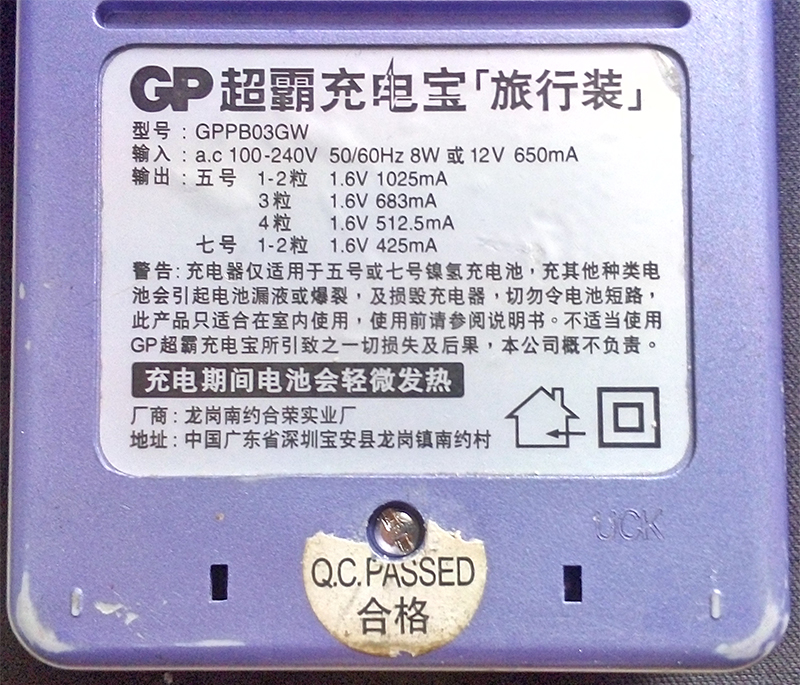 GP超霸充电宝「旅行装」
型号：GPPB03GW
输入：a.c 100-240V 50/60Hz 8W 或 12V 650mA
输出：五号 1-2粒 1.6V 1025mA
3粒 1.6V 683mA
4粒 1.6V 512.5mA
七号 1-2粒 1.6V 425mA
警告：充电器仅适用于五号或七号镍氢充电池，充其他种类电
池会引起电池漏液或爆裂，及损毁充电器，切勿令电池短路，
此产品只适合在室内使用，使用前请参阅说明书。不适当使用
GP超霸充电宝所引致之一切损失及后果，本公司概不负责。
充电期间电池会轻微发热
厂商：龙岗南约合荣实业厂
地址：中国广东省深圳宝安县龙岗镇南约村
UCK
Q.C.PASSED
合格